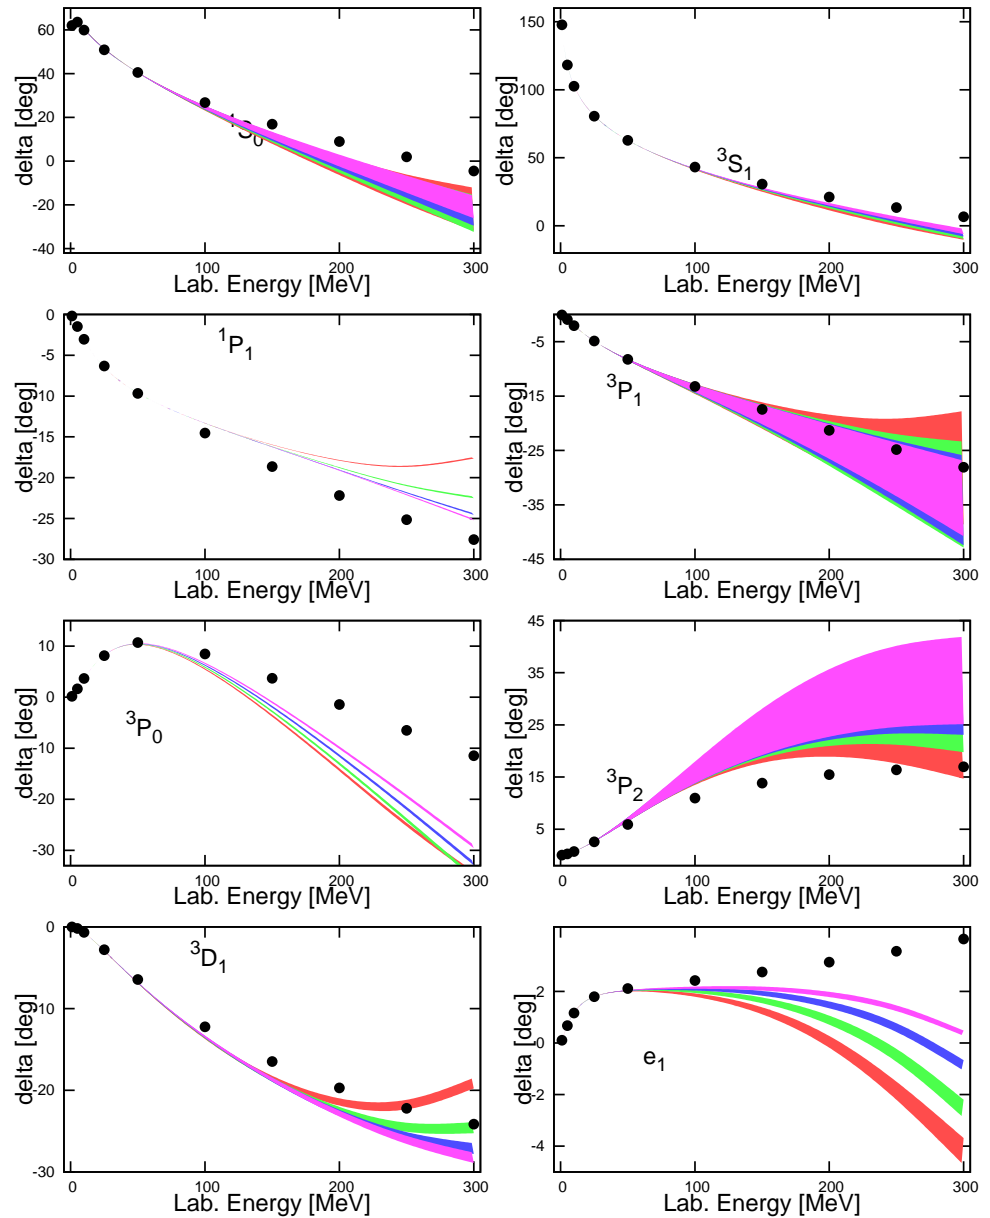 60
40
20
0
-20
-40
delta [deg]
1S0
0 100 200 300
Lab. Energy [MeV]
150
100
50
0
delta [deg]
3S1
0 100 200 300
Lab. Energy [MeV]
0
-5
-10
-15
-20
-25
-30
delta [deg]
1P1
0 100 200 300
Lab. Energy [MeV]
-5
-15
-25
-35
-45
delta [deg]
3P1
0 100 200 300
Lab. Energy [MeV]
10
0
-10
-20
-30
delta [deg]
3P0
0 100 200 300
Lab. Energy [MeV]
45
35
25
15
5
delta [deg]
3P2
0 100 200 300
Lab. Energy [MeV]
0
-10
-20
-30
delta [deg]
3D1
0 100 200 300
Lab. Energy [MeV]
2
0
-2
-4
delta [deg]
e1
0 100 200 300
Lab. Energy [MeV]